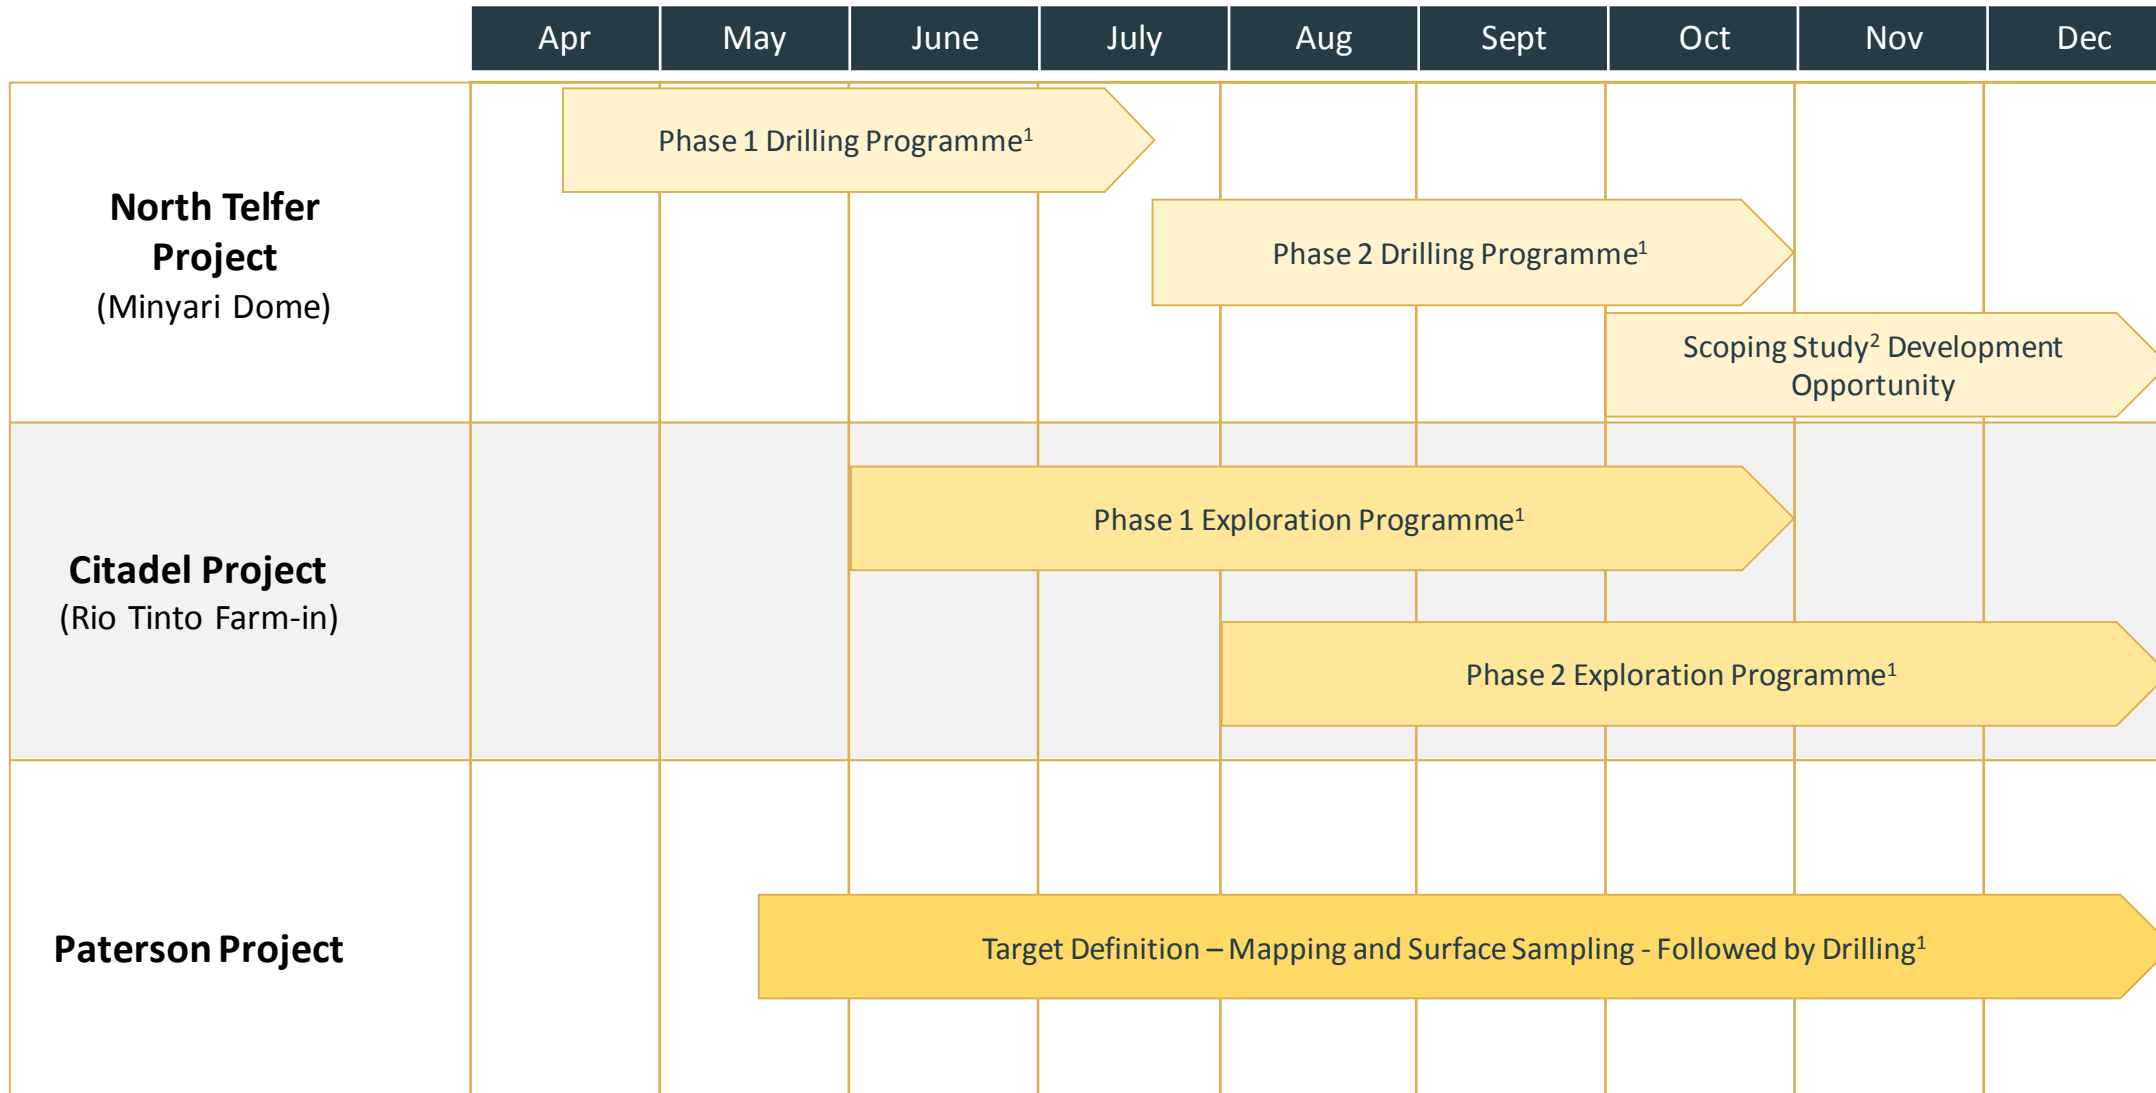 Apr May June July Aug Sept Oct Nov Dec
North Telfer
Project
(Minyari Dome)
Phase 1 Drilling Programme¹
Phase 2 Drilling Programme¹
Scoping Study² Development
Opportunity
Citadel Project
(Rio Tinto Farm-in)
Phase 1 Exploration Programme¹
Phase 2 Exploration Programme¹
Paterson Project
Target Definition – Mapping and Surface Sampling - Followed by Drilling¹